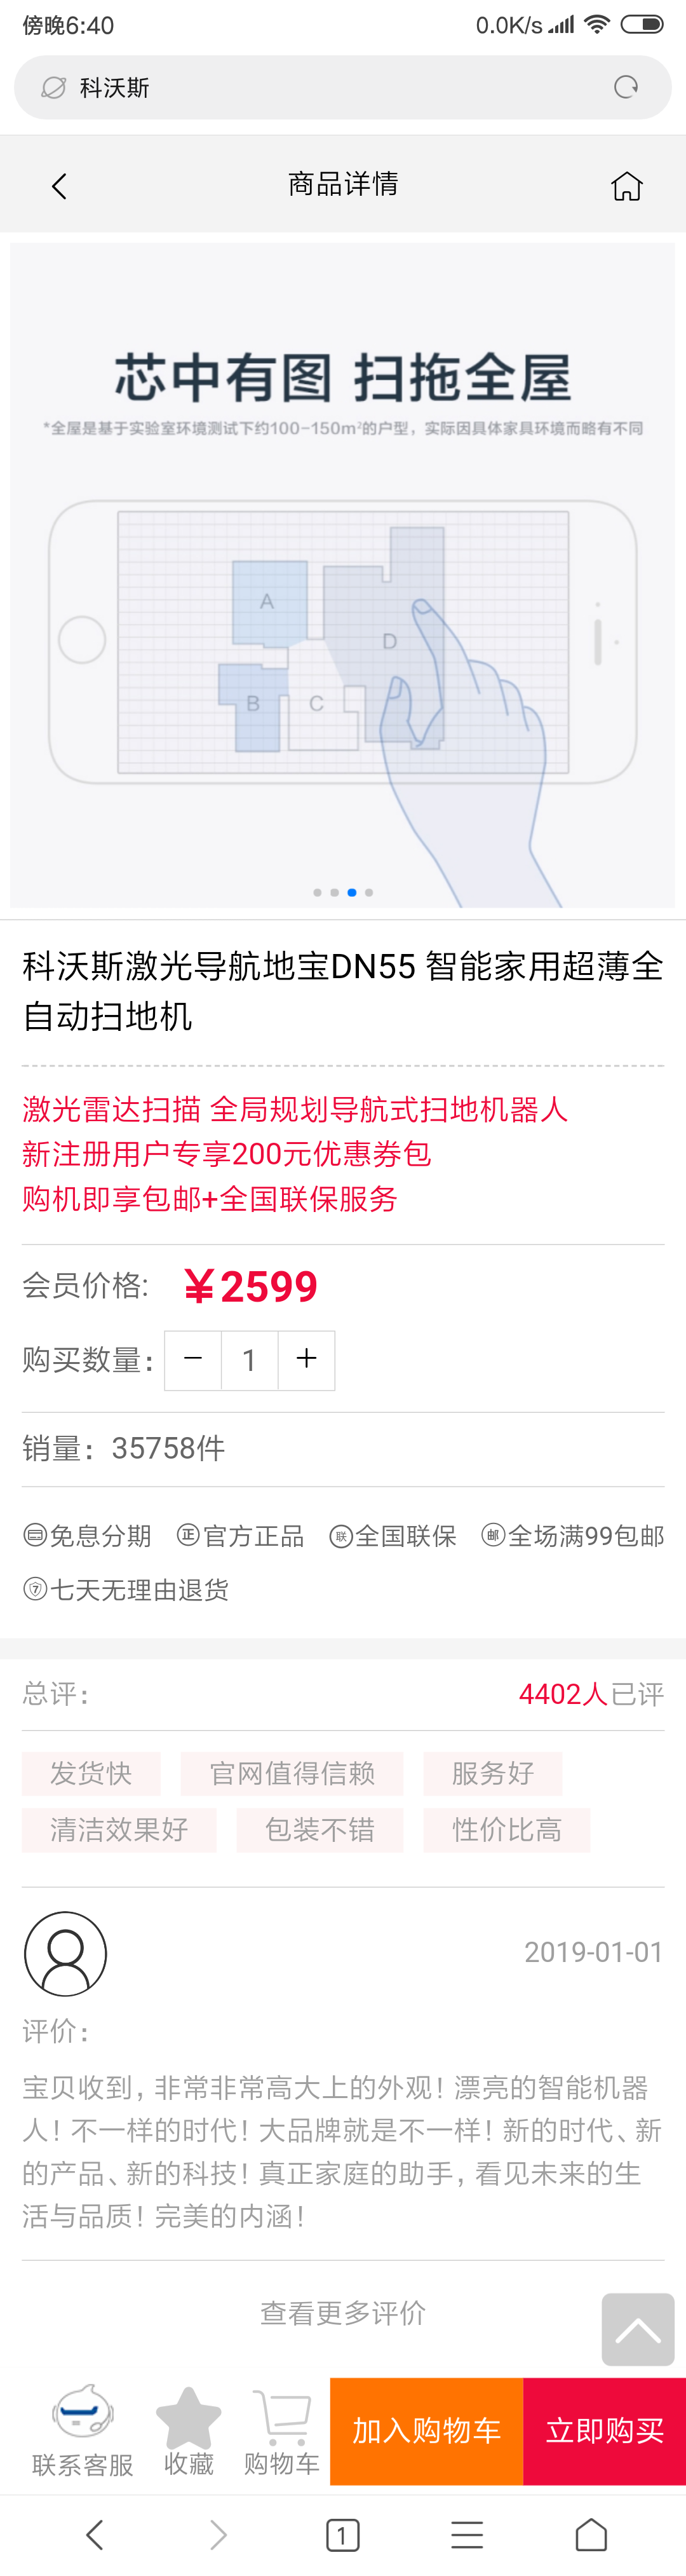 傍晚6:40
0.0K/s
科沃斯
商品详情
芯中有图 扫拖全屋
*全屋是基于实验室环境测试下约100-150m²的户型，实际因具体家具环境而略有不同
A
D
B
C
科沃斯激光导航地宝DN55 智能家用超薄全
自动扫地机
激光雷达扫描 全局规划导航式扫地机器人
新注册用户专享200元优惠券包
购机即享包邮+全国联保服务
会员价格: ￥2599
购买数量： − 1 +
销量：35758件
免息分期 正 官方正品 联 全国联保 邮 全场满99包邮
7 七天无理由退货
总评： 4402人已评
发货快 官网值得信赖 服务好
清洁效果好 包装不错 性价比高
2019-01-01
评价：
宝贝收到，非常非常高大上的外观！漂亮的智能机器
人！不一样的时代！大品牌就是不一样！新的时代、新
的产品、新的科技！真正家庭的助手，看见未来的生
活与品质！完美的内涵！
查看更多评价
联系客服 收藏 购物车 加入购物车 立即购买
1